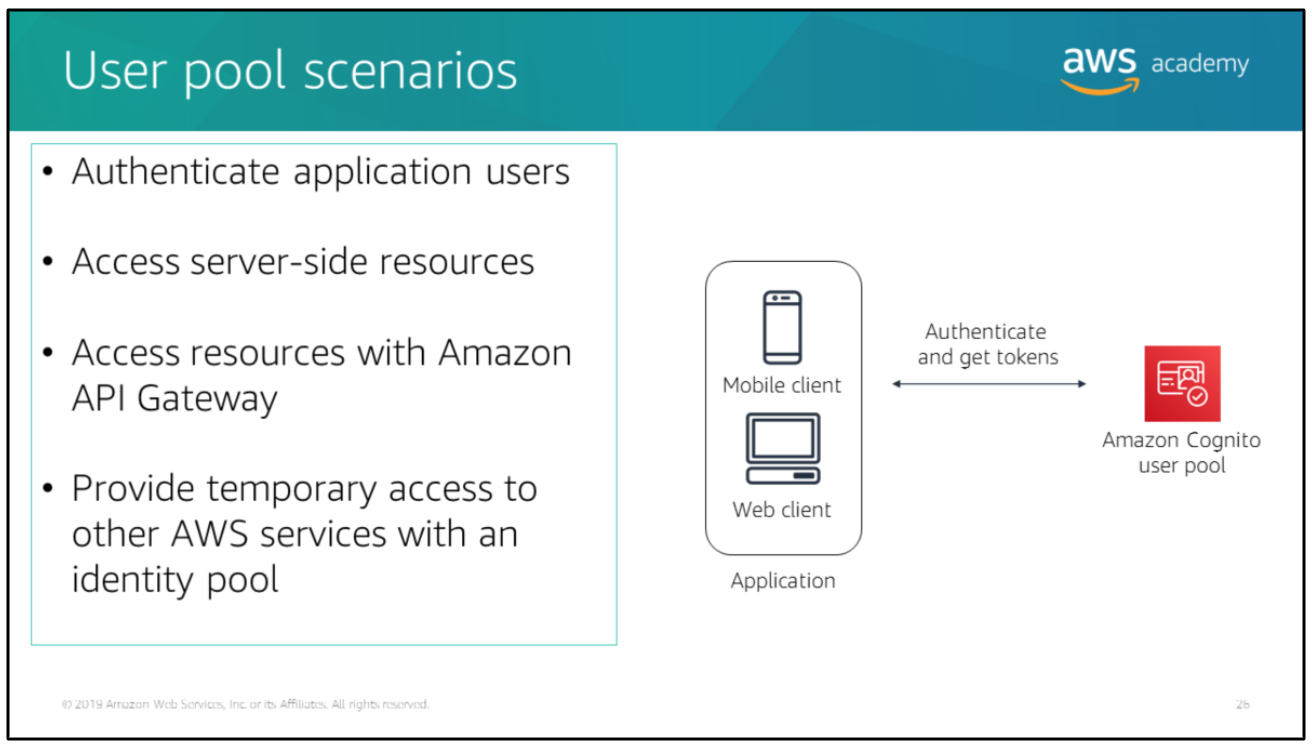 User pool scenarios
aws academy
• Authenticate application users
• Access server-side resources
• Access resources with Amazon
API Gateway
• Provide temporary access to
other AWS services with an
identity pool
Mobile client
Web client
Application
Authenticate
and get tokens
Amazon Cognito
user pool
© 2019 Amazon Web Services, Inc. or its Affiliates. All rights reserved.
26